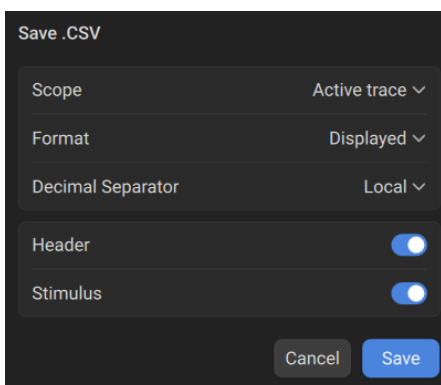 Save .CSV
Scope Active trace
Format Displayed
Decimal Separator Local
Header
Stimulus
Cancel Save